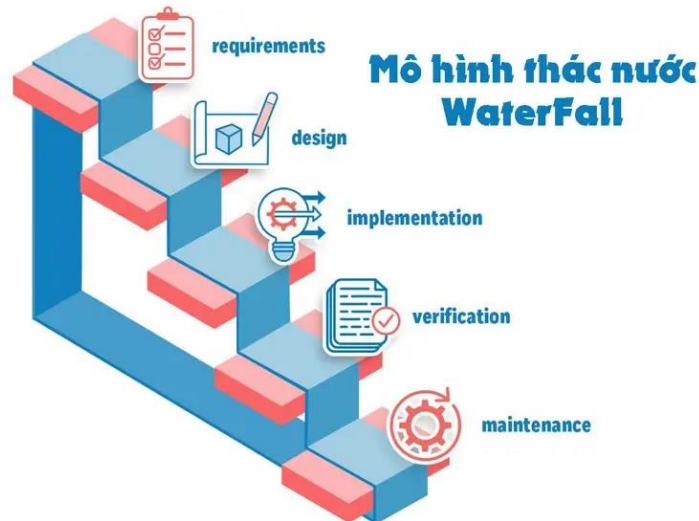 requirements
Mô hình thác nước
WaterFall
design
implementation
verification
maintenance